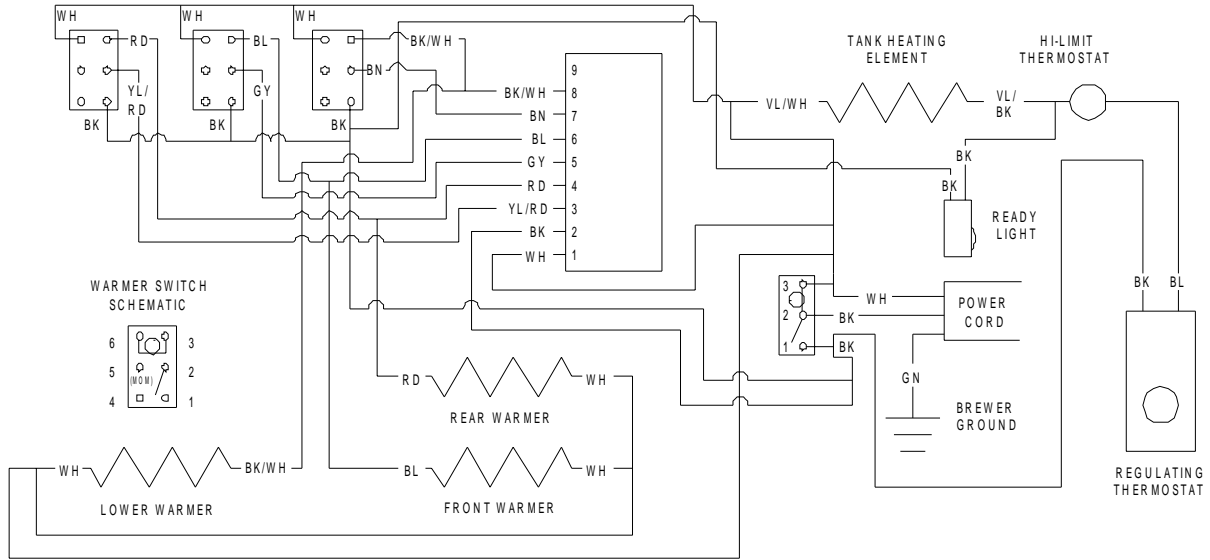 WH
WH
WH
RD
BL
BK/WH
YL/
RD
GY
BN
BK
BK
BK
9
BK/WH 8
BN 7
BL 6
GY 5
RD 4
YL/RD 3
BK 2
WH 1
TANK HEATING
ELEMENT
HI-LIMIT
THERMOSTAT
VL/WH
VL/
BK
BK
BK
READY
LIGHT
WARMER SWITCH
SCHEMATIC
6 3
5 2
(MOM)
4 1
3
2
1
WH
BK
BK
POWER
CORD
GN
BREWER
GROUND
BK
BL
REGULATING
THERMOSTAT
RD
WH
REAR WARMER
WH
BK/WH
LOWER WARMER
BL
WH
FRONT WARMER